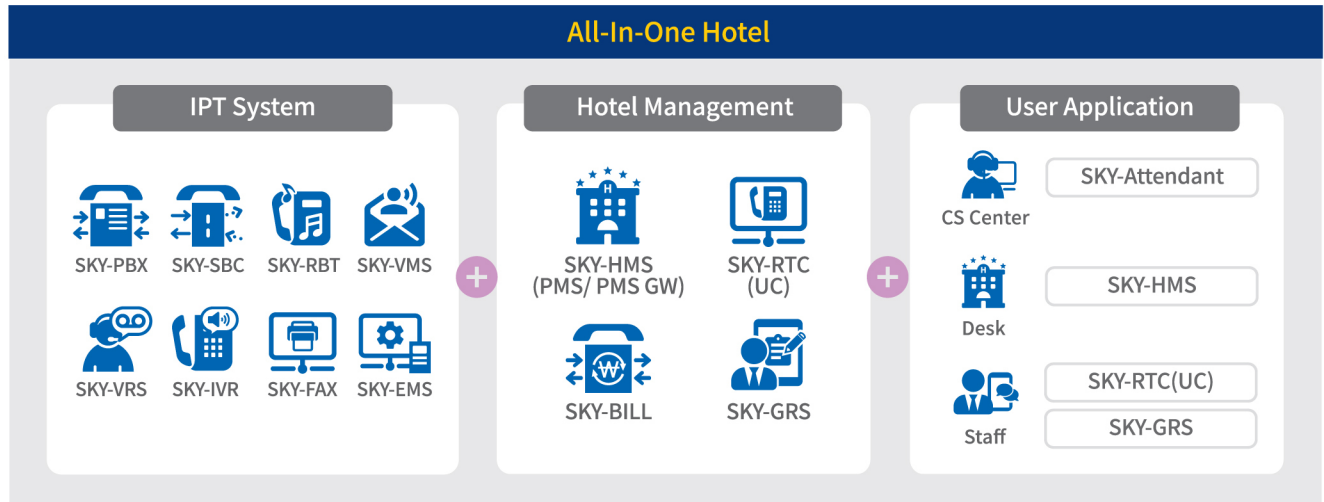 All-In-One Hotel
IPT System
SKY-PBX SKY-SBC SKY-RBT SKY-VMS
SKY-VRS SKY-IVR SKY-FAX SKY-EMS
Hotel Management
H
SKY-HMS
(PMS/ PMS GW)
SKY-RTC
(UC)
₩
SKY-BILL
SKY-GRS
User Application
CS Center
SKY-Attendant
H
Desk
SKY-HMS
Staff
SKY-RTC(UC)
SKY-GRS